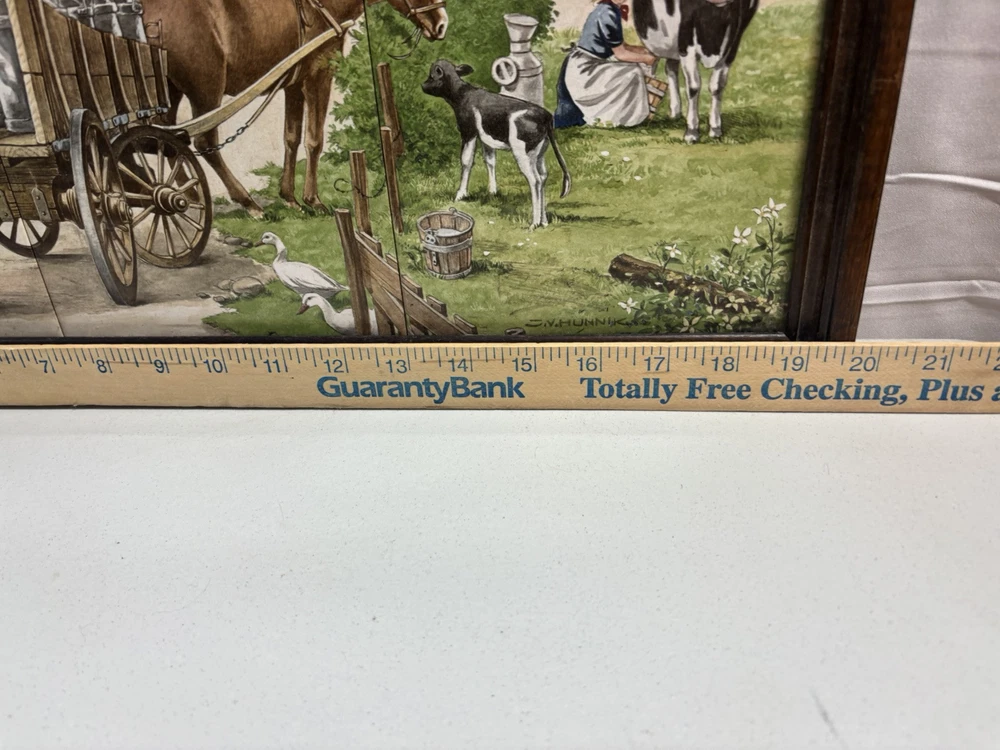 J.V. HUNNIK
7 8 9 10 11 12 13 14 15 16 17 18 19 20 21
GuarantyBank Totally Free Checking, Plus